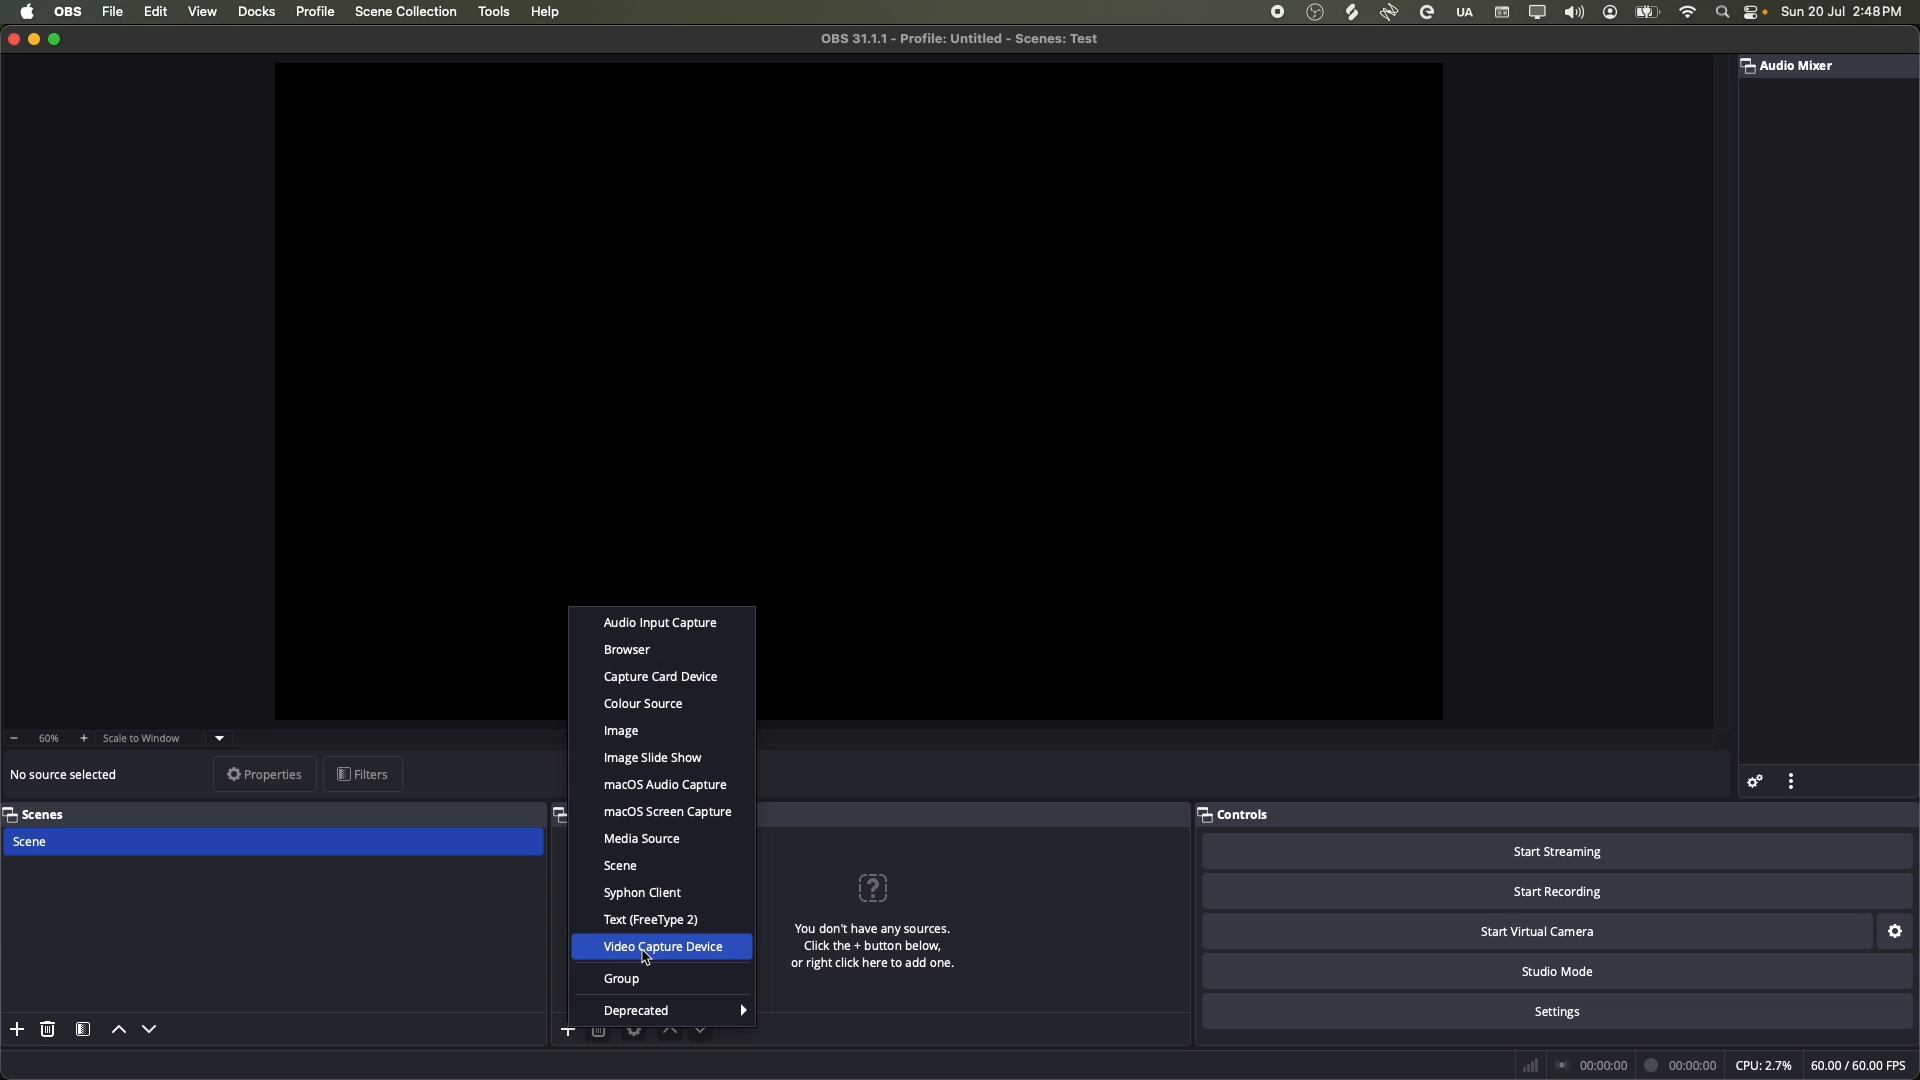 OBS File Edit View Docks Profile Scene Collection Tools Help UA Sun 20 Jul 2:48 PM
OBS 31.1.1 - Profile: Untitled - Scenes: Test
Audio Mixer
Audio Input Capture
Browser
Capture Card Device
Colour Source
Image
Image Slide Show
macOS Audio Capture
macOS Screen Capture
Media Source
Scene
Syphon Client
Text (FreeType 2)
Video Capture Device
Group
Deprecated
60% Scale to Window
No source selected Properties Filters
Scenes
Scene
You don't have any sources.
Click the + button below,
or right click here to add one.
Controls
Start Streaming
Start Recording
Start Virtual Camera
Studio Mode
Settings
00:00:00 00:00:00 CPU: 2.7% 60.00 / 60.00 FPS